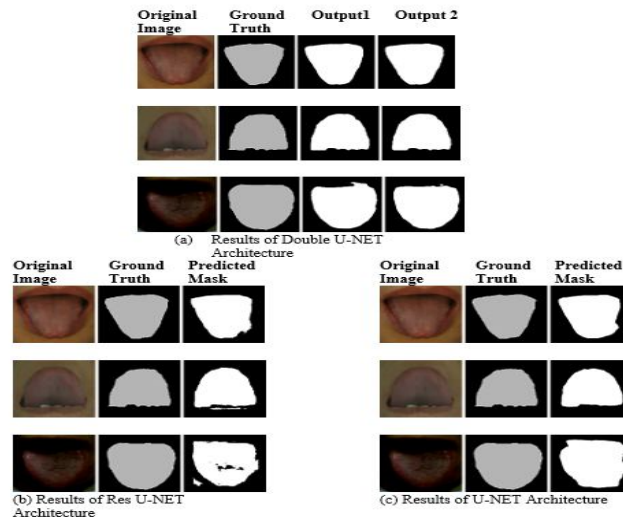 Original Image Ground Truth Output1 Output 2
(a) Results of Double U-NET Architecture
Original Image Ground Truth Predicted Mask
(b) Results of Res U-NET Architecture
Original Image Ground Truth Predicted Mask
(c) Results of U-NET Architecture